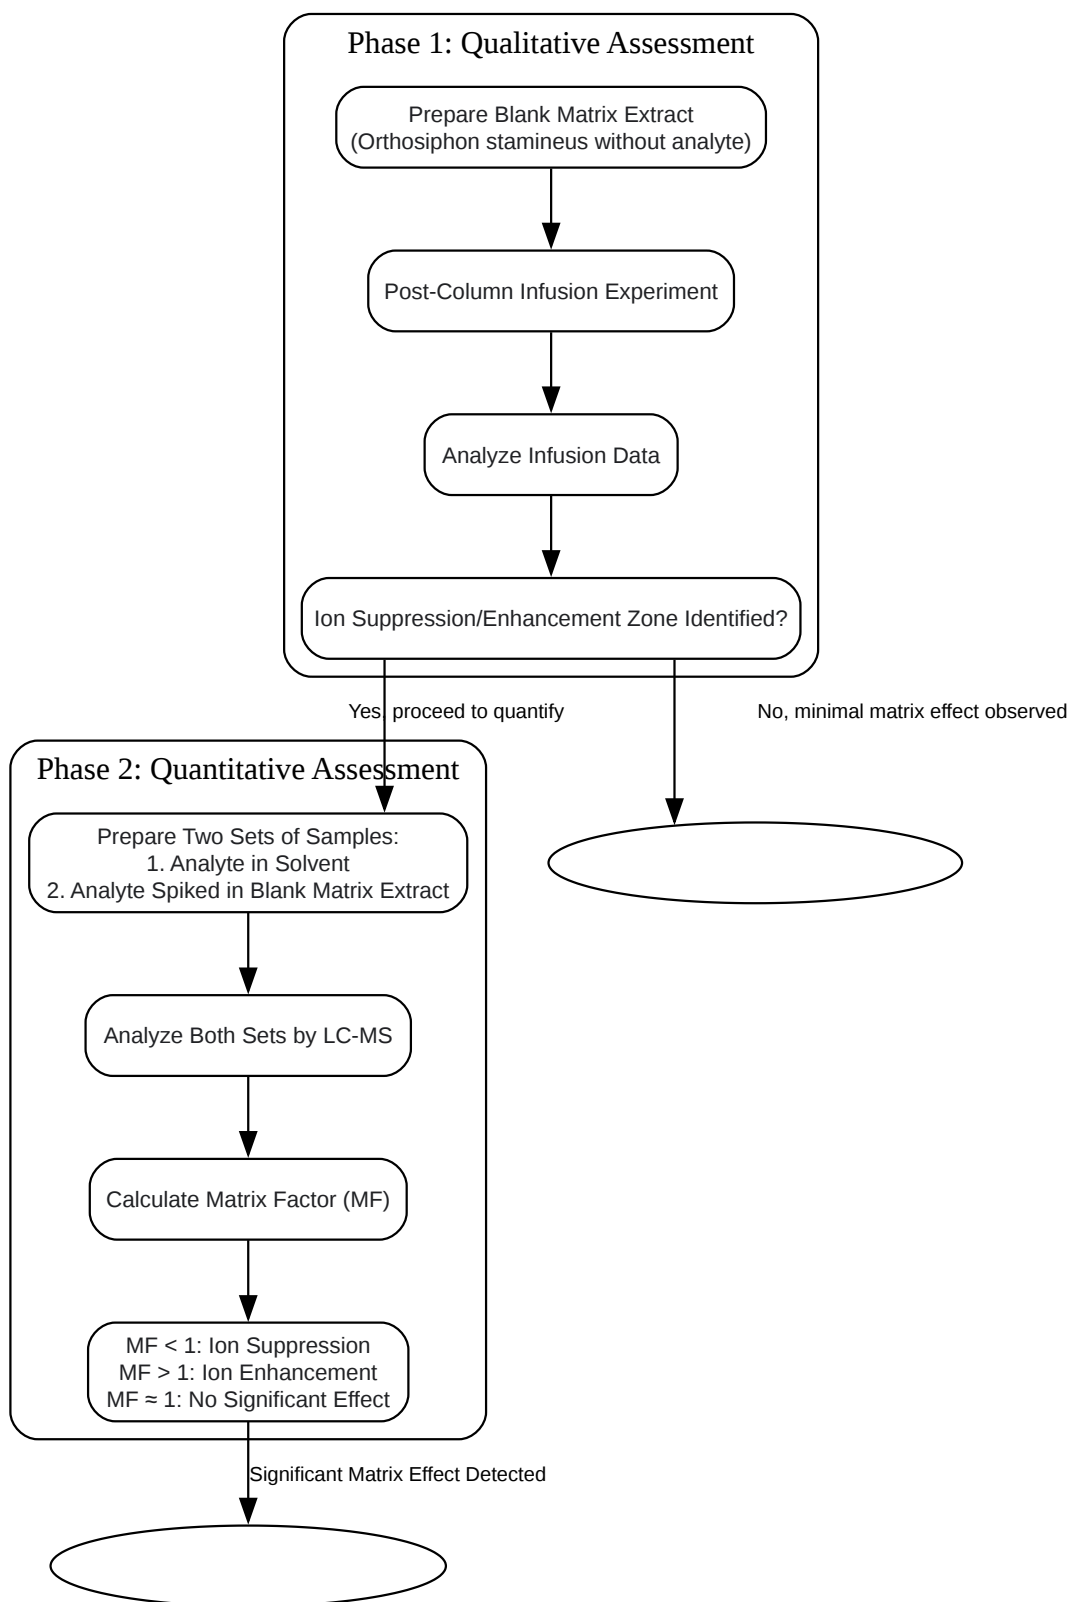 Phase 1: Qualitative Assessment
Prepare Blank Matrix Extract
(Orthosiphon stamineus without analyte)
Post-Column Infusion Experiment
Analyze Infusion Data
Ion Suppression/Enhancement Zone Identified?
Yes, proceed to quantify
No, minimal matrix effect observed
Phase 2: Quantitative Assessment
Prepare Two Sets of Samples:
1. Analyte in Solvent
2. Analyte Spiked in Blank Matrix Extract
Analyze Both Sets by LC-MS
Calculate Matrix Factor (MF)
MF < 1: Ion Suppression
MF > 1: Ion Enhancement
MF ≈ 1: No Significant Effect
Significant Matrix Effect Detected